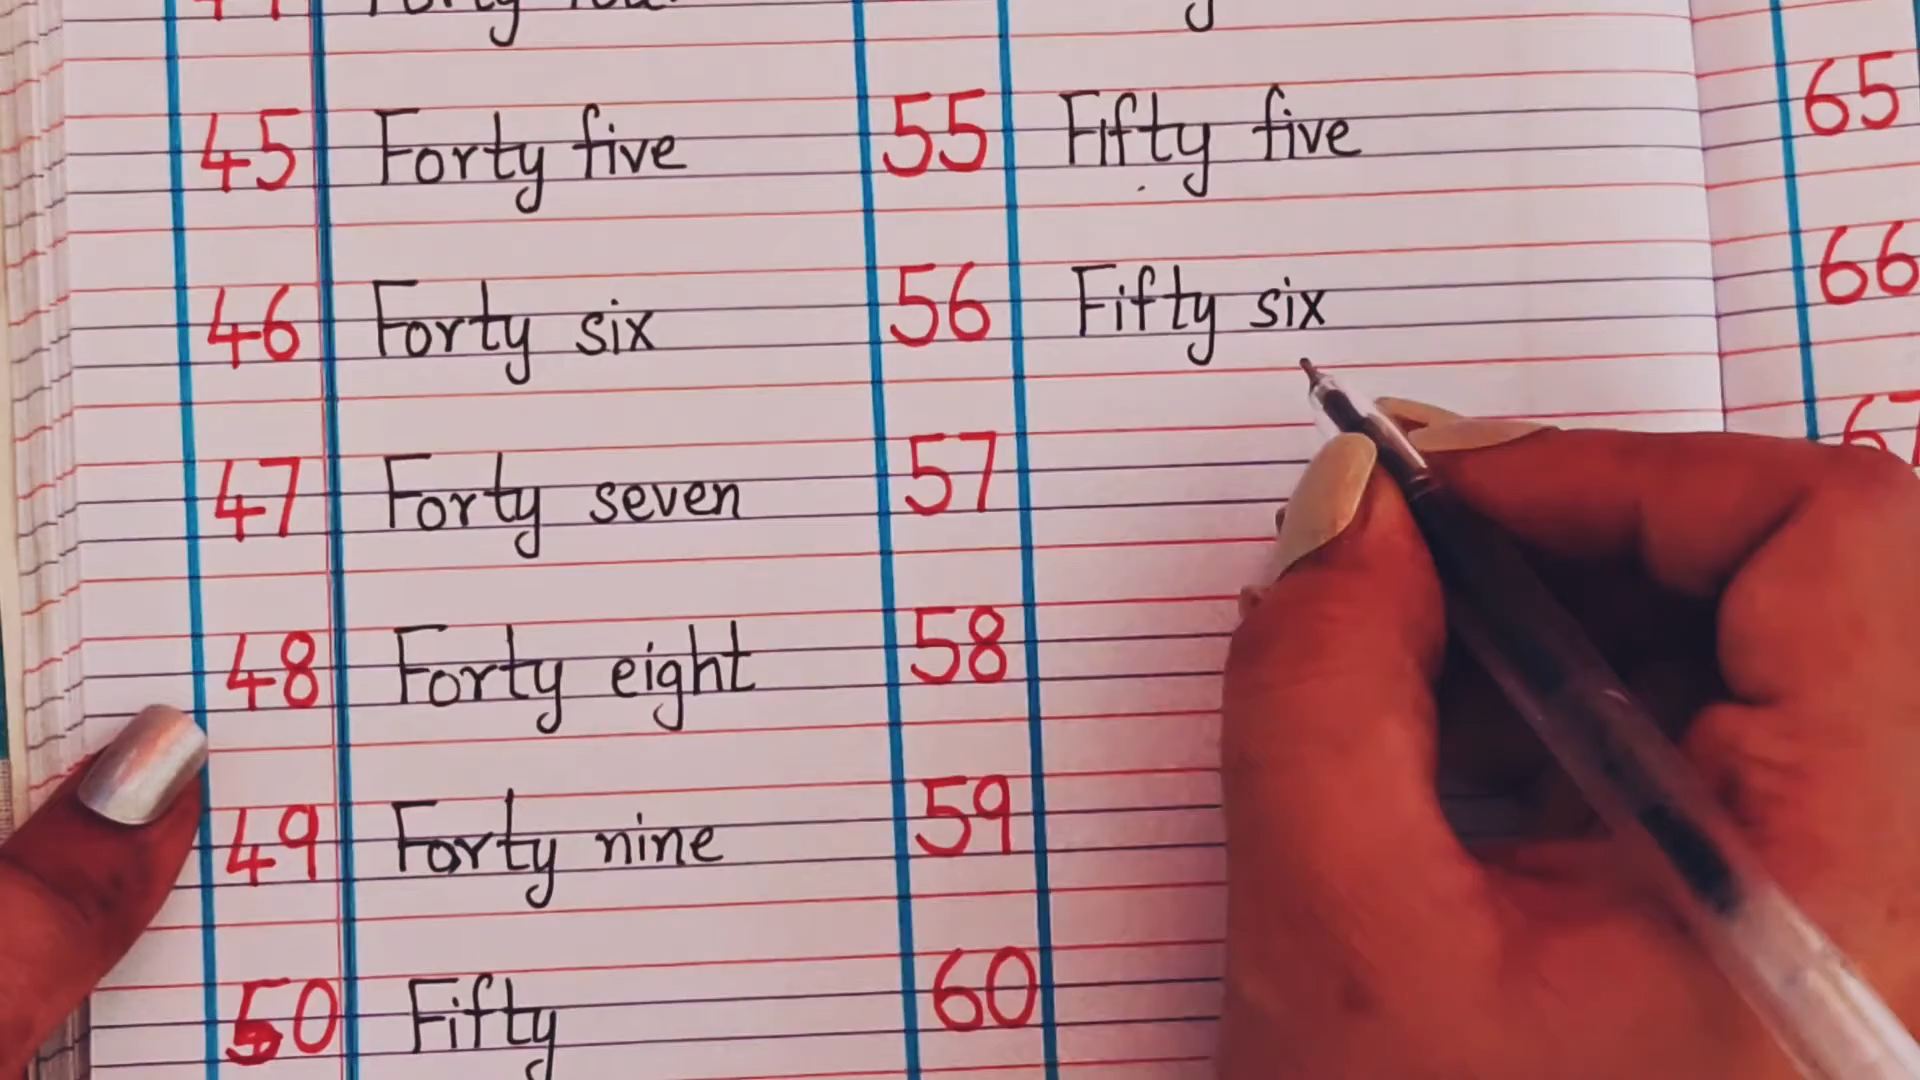 45 Forty five 55 Fifty five 65
46 Forty six 56 Fifty six 66
47 Forty seven 57 67
48 Forty eight 58
49 Forty nine 59
50 Fifty 60